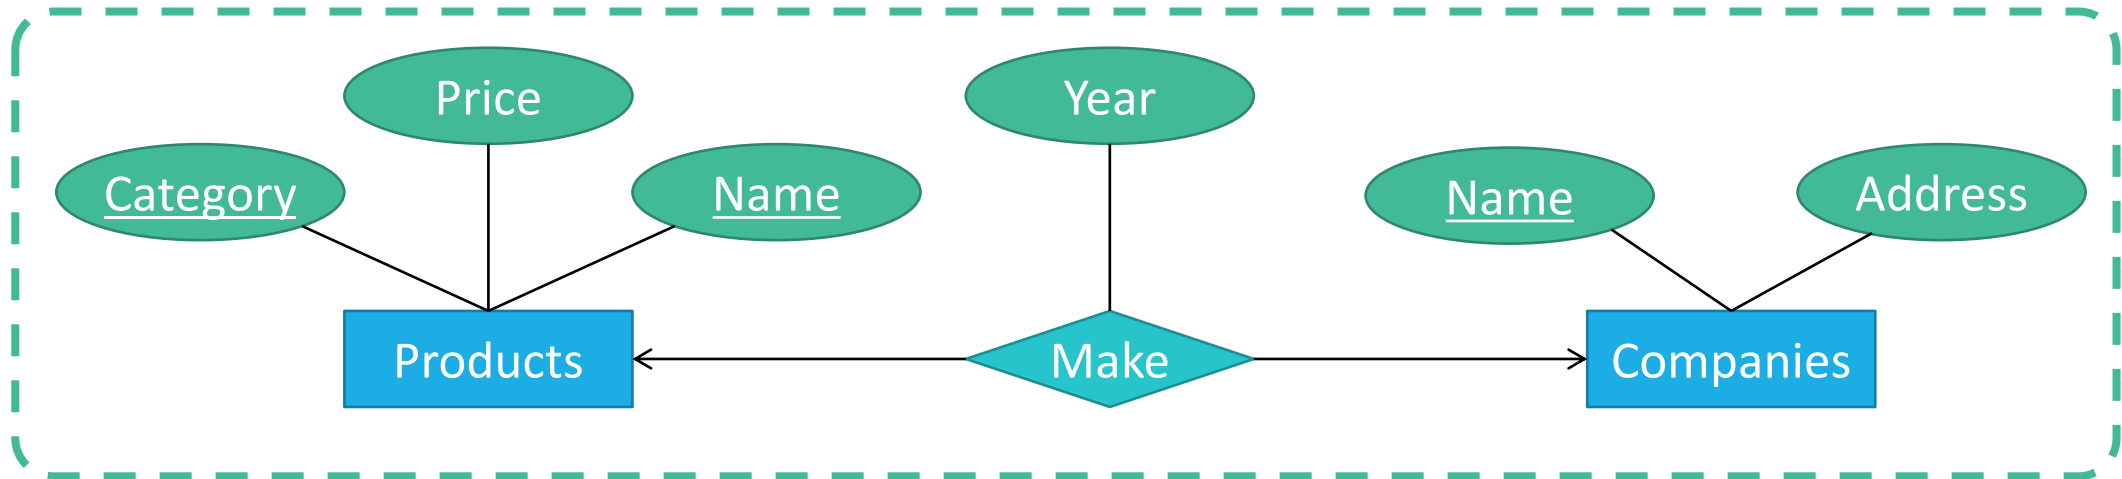 Price
Year
Category
Name
Name
Address
Products
Make
Companies